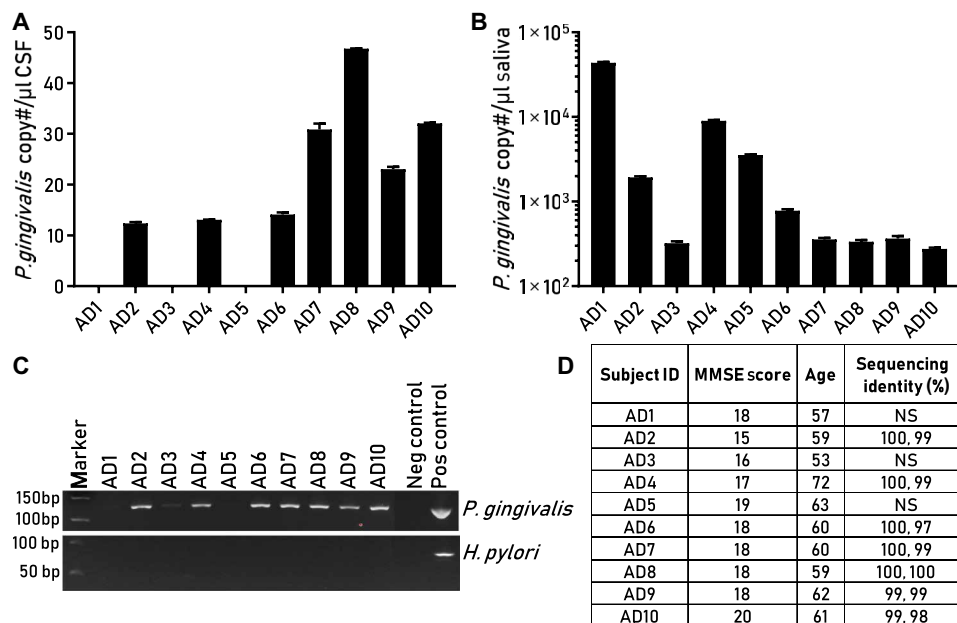 A
P.gingivalis copy#/µl CSF
50
40
30
20
10
0
AD1
AD2
AD3
AD4
AD5
AD6
AD7
AD8
AD9
AD10
B
P. gingivalis copy#/µl saliva
1×10⁵
1×10⁴
1×10³
1×10²
AD1
AD2
AD3
AD4
AD5
AD6
AD7
AD8
AD9
AD10
C
Marker
AD1
AD2
AD3
AD4
AD5
AD6
AD7
AD8
AD9
AD10
Neg control
Pos control
150bp
100bp
P. gingivalis
100 bp
50 bp
H. pylori
D
Subject ID MMSE score Age Sequencing identity (%)
AD1 18 57 NS
AD2 15 59 100, 99
AD3 16 53 NS
AD4 17 72 100, 99
AD5 19 63 NS
AD6 18 60 100, 97
AD7 18 60 100, 99
AD8 18 59 100, 100
AD9 18 62 99, 99
AD10 20 61 99, 98